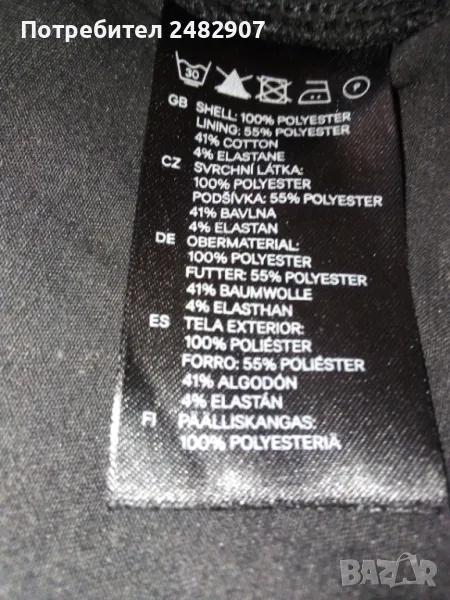 Потребител 2482907
30
P
GB SHELL: 100% POLYESTER
LINING: 55% POLYESTER
41% COTTON
4% ELASTANE
CZ SVRCHNÍ LÁTKA:
100% POLYESTER
PODŠÍVKA: 55% POLYESTER
41% BAVLNA
4% ELASTAN
DE OBERMATERIAL:
100% POLYESTER
FUTTER: 55% POLYESTER
41% BAUMWOLLE
4% ELASTHAN
ES TELA EXTERIOR:
100% POLIÉSTER
FORRO: 55% POLIÉSTER
41% ALGODÓN
4% ELASTÁN
FI PÄÄLLISKANGAS:
100% POLYESTERIÄ
bazar